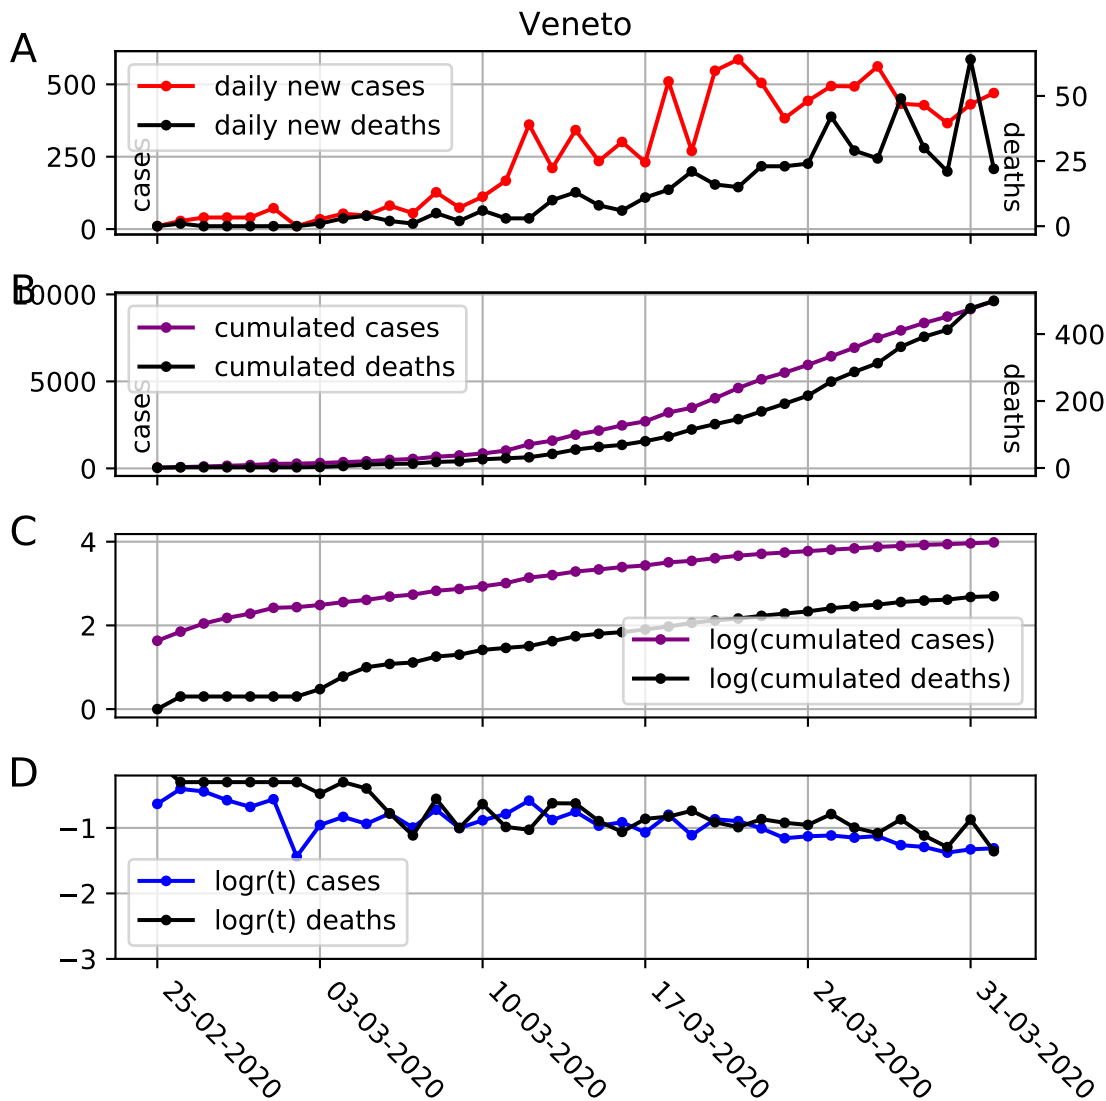 Veneto
A
daily new cases
daily new deaths
500
250
0
cases
50
25
0
deaths
B
10000
5000
0
cumulated cases
cumulated deaths
cases
400
200
0
deaths
C
4
2
0
log(cumulated cases)
log(cumulated deaths)
D
−1
−2
−3
logr(t) cases
logr(t) deaths
25-02-2020
03-03-2020
10-03-2020
17-03-2020
24-03-2020
31-03-2020